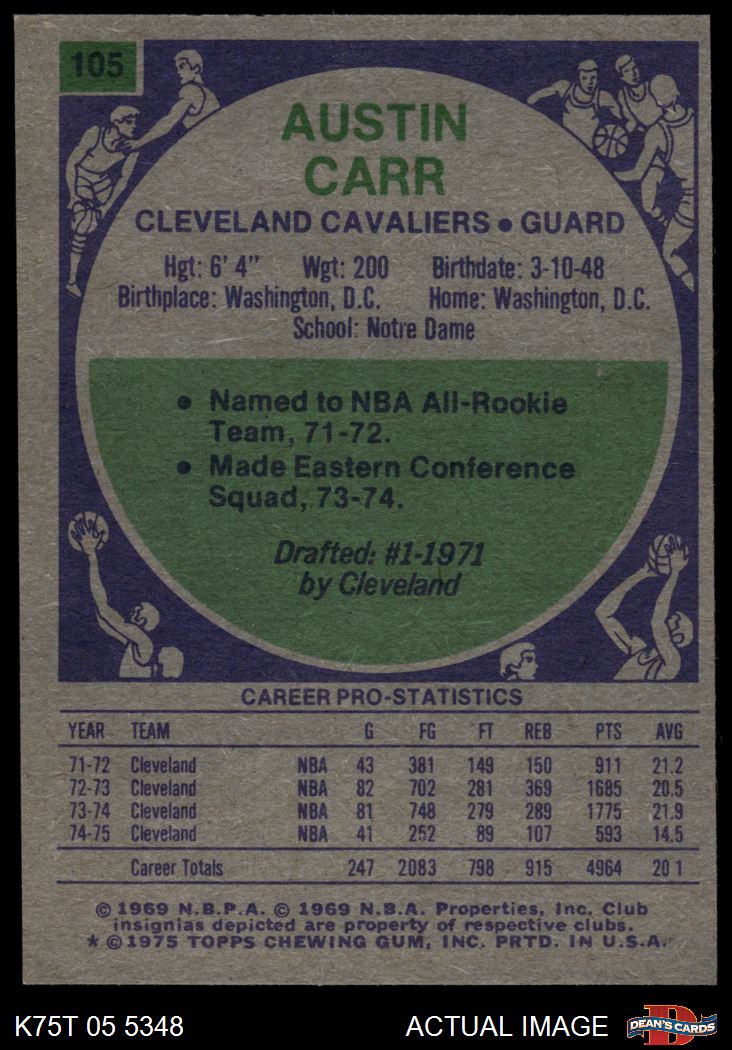 105
AUSTIN
CARR
CLEVELAND CAVALIERS • GUARD
Hgt: 6' 4" Wgt: 200 Birthdate: 3-10-48
Birthplace: Washington, D.C. Home: Washington, D.C.
School: Notre Dame
• Named to NBA All-Rookie
Team, 71-72.
• Made Eastern Conference
Squad, 73-74.
Drafted: #1-1971
by Cleveland
CAREER PRO-STATISTICS
YEAR TEAM G FG FT REB PTS AVG
71-72 Cleveland NBA 43 381 149 150 911 21.2
72-73 Cleveland NBA 82 702 281 369 1685 20.5
73-74 Cleveland NBA 81 748 279 289 1775 21.9
74-75 Cleveland NBA 41 252 89 107 593 14.5
Career Totals 247 2083 798 915 4964 20 1
© 1969 N.B.P.A. © 1969 N.B.A. Properties, Inc. Club
insignias depicted are property of respective clubs.
* © 1975 TOPPS CHEWING GUM, INC. PRTD. IN U.S.A.
K75T 05 5348 ACTUAL IMAGE
DEAN'S CARDS